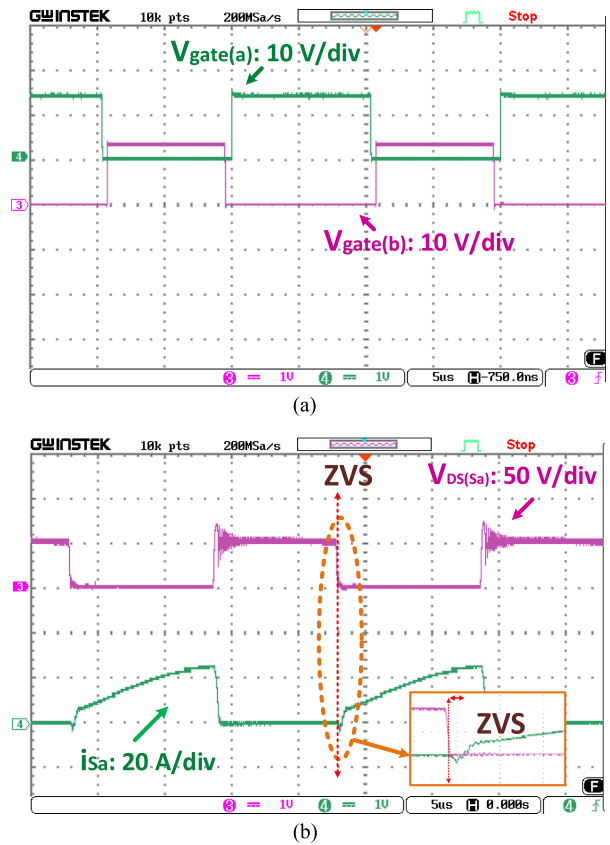 GWINSTEK 10k pts 200MSa/s Stop
Vgate(a): 10 V/div
4
3
Vgate(b): 10 V/div
F
3 1V 4 1V 5us H -750.0ns 3
(a)
GWINSTEK 10k pts 200MSa/s Stop
ZVS
VDS(Sa): 50 V/div
3
4
ZVS
iSa: 20 A/div
F
3 1V 4 1V 5us H 0.000s 4
(b)